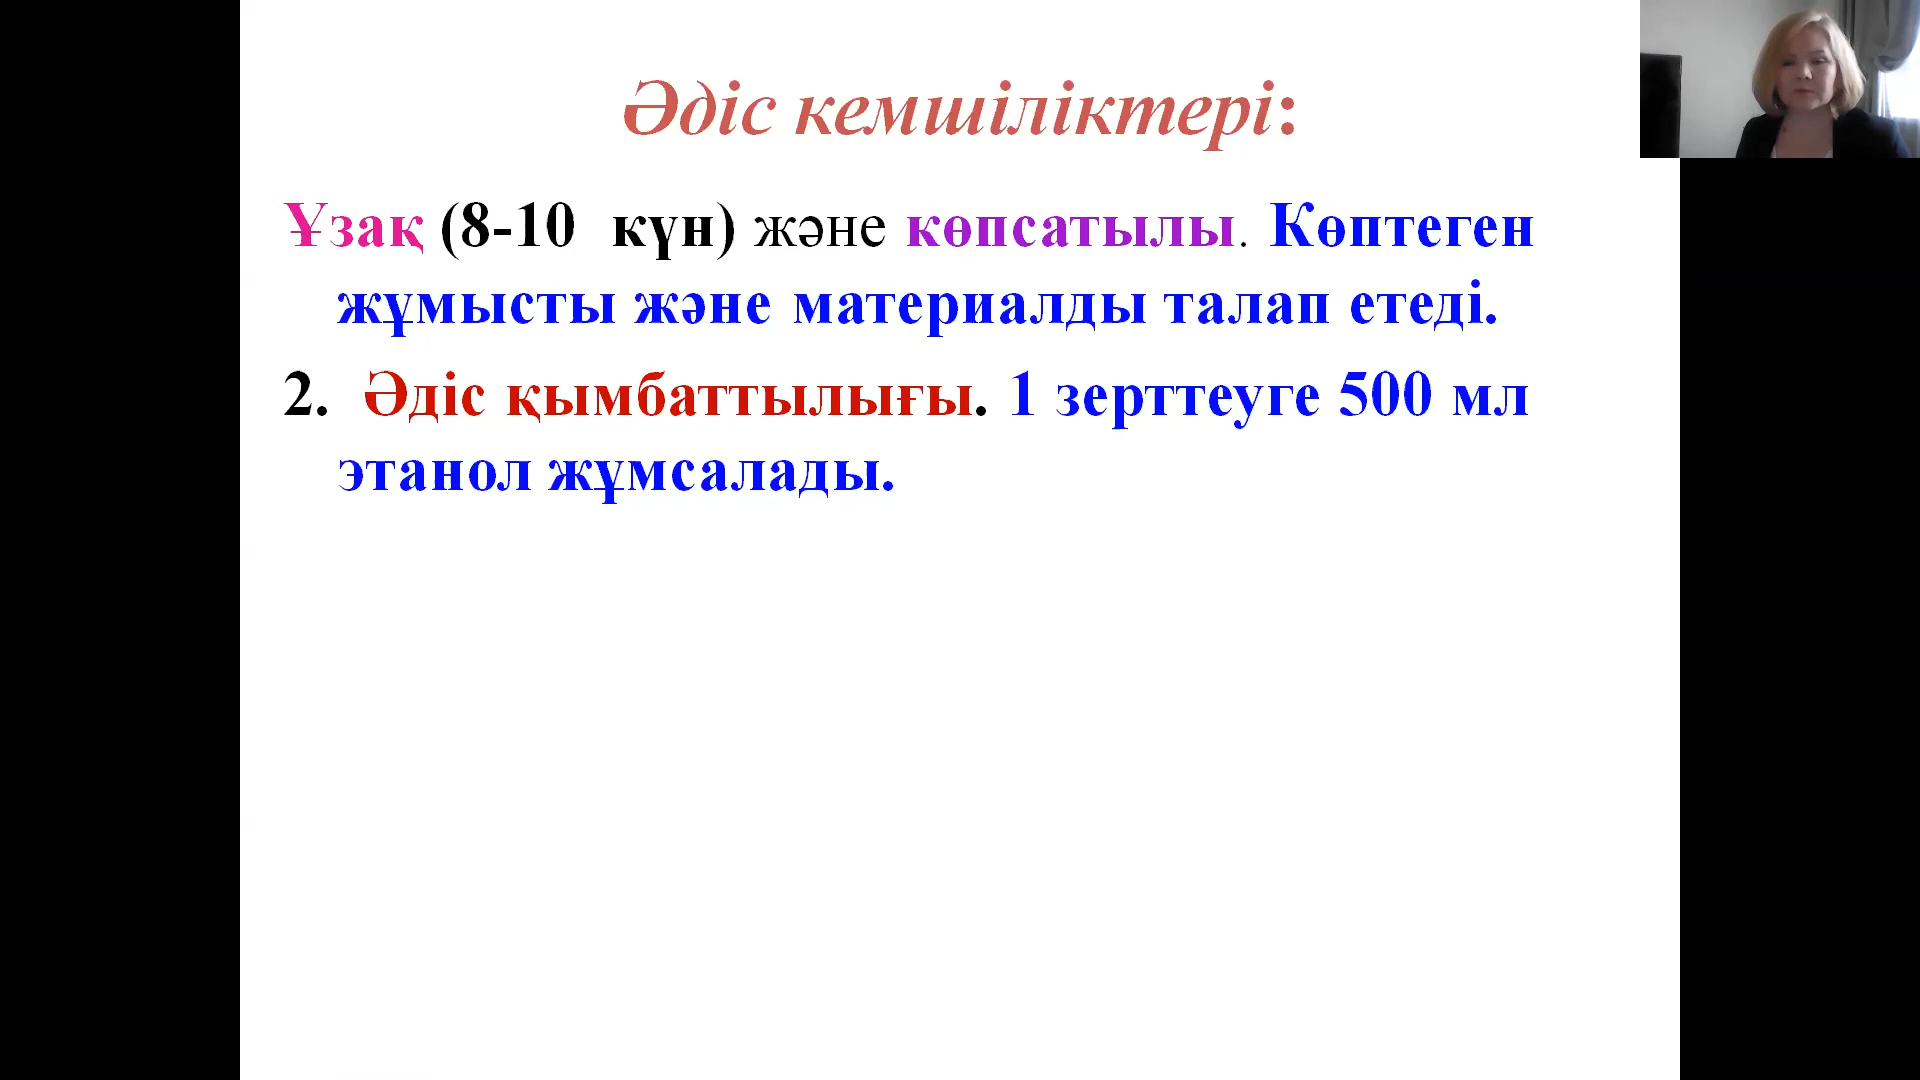 Әдіс кемшіліктері:
Ұзақ (8-10 күн) және көпсатылы. Көптеген
жұмысты және материалды талап етеді.
2. Әдіс қымбаттылығы. 1 зерттеуге 500 мл
этанол жұмсалады.